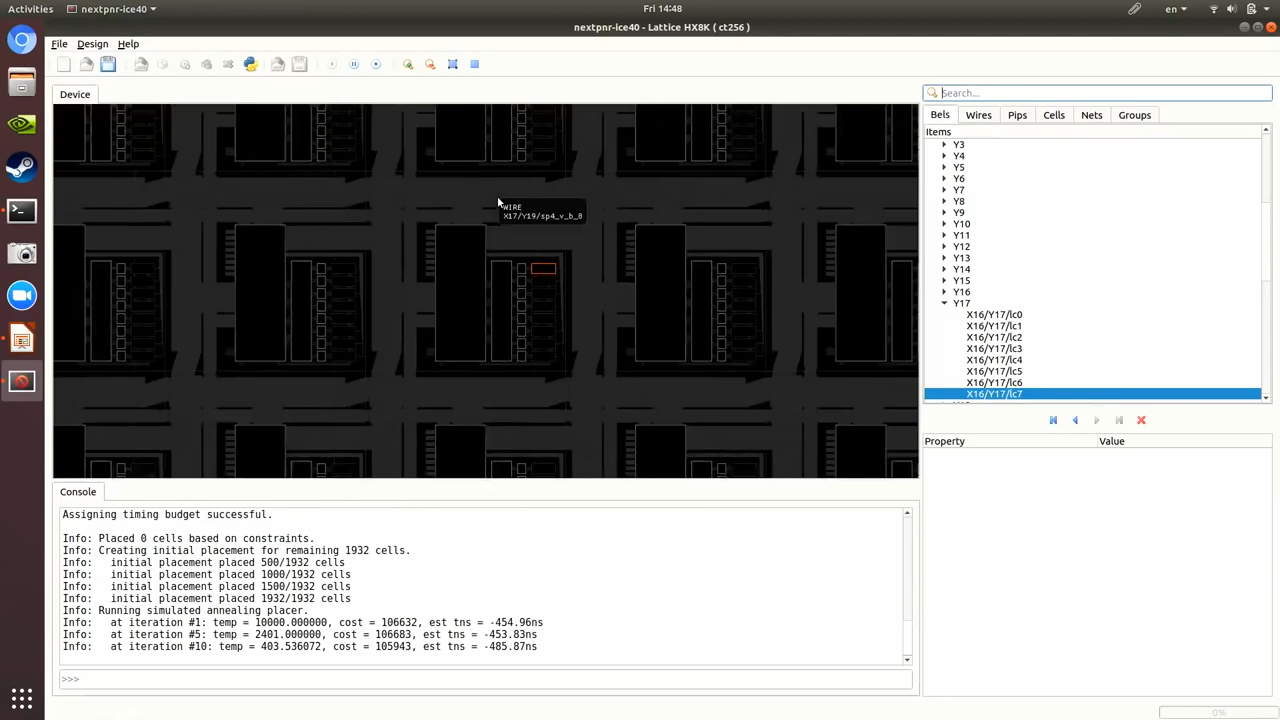 Activities
nextpnr-ice40
Fri 14:48
en
nextpnr-ice40 - Lattice HX8K ( ct256 )
File
Design
Help
Device
WIRE
X17/Y19/sp4_v_b_8
Search...
Bels
Wires
Pips
Cells
Nets
Groups
Items
Y3
Y4
Y5
Y6
Y7
Y8
Y9
Y10
Y11
Y12
Y13
Y14
Y15
Y16
Y17
X16/Y17/lc0
X16/Y17/lc1
X16/Y17/lc2
X16/Y17/lc3
X16/Y17/lc4
X16/Y17/lc5
X16/Y17/lc6
X16/Y17/lc7
Property
Value
Console
Assigning timing budget successful.
Info: Placed 0 cells based on constraints.
Info: Creating initial placement for remaining 1932 cells.
Info:   initial placement placed 500/1932 cells
Info:   initial placement placed 1000/1932 cells
Info:   initial placement placed 1500/1932 cells
Info:   initial placement placed 1932/1932 cells
Info: Running simulated annealing placer.
Info:   at iteration #1: temp = 10000.000000, cost = 106632, est tns = -454.96ns
Info:   at iteration #5: temp = 2401.000000, cost = 106683, est tns = -453.83ns
Info:   at iteration #10: temp = 403.536072, cost = 105943, est tns = -485.87ns
>>>
0%